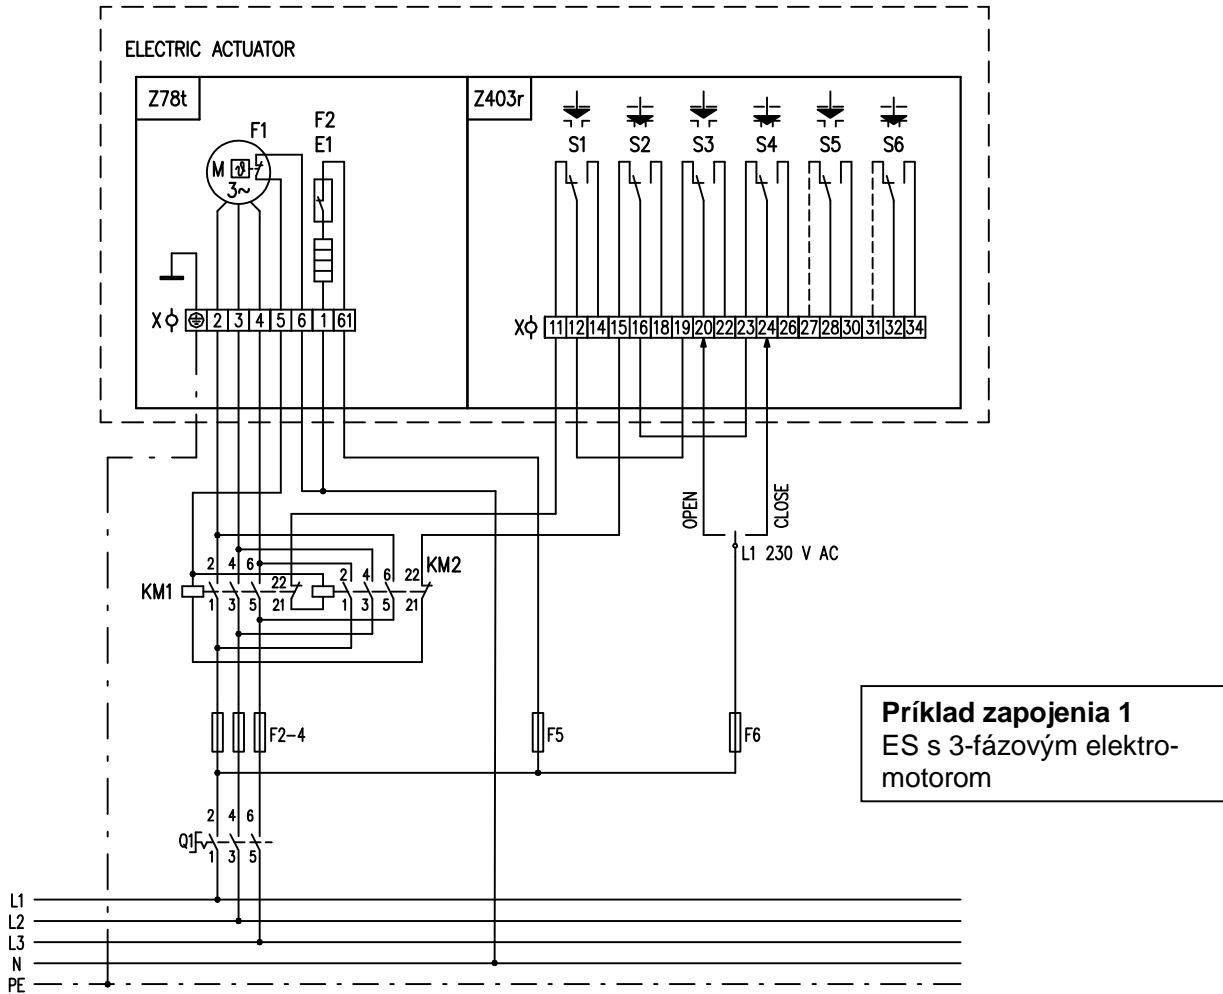 ELECTRIC ACTUATOR
Z78t
Z403r
F1
F2
E1
M ϑ
3~
S1 S2 S3 S4 S5 S6
X 2 3 4 5 6 1 61
X 11 12 14 15 16 18 19 20 22 23 24 26 27 28 30 31 32 34
OPEN
CLOSE
L1 230 V AC
KM1
2 4 6 22
1 3 5 21
KM2
2 4 6 22
1 3 5 21
F2-4
F5
F6
Príklad zapojenia 1
ES s 3-fázovým elektro-
motorom
Q1
2 4 6
1 3 5
L1
L2
L3
N
PE